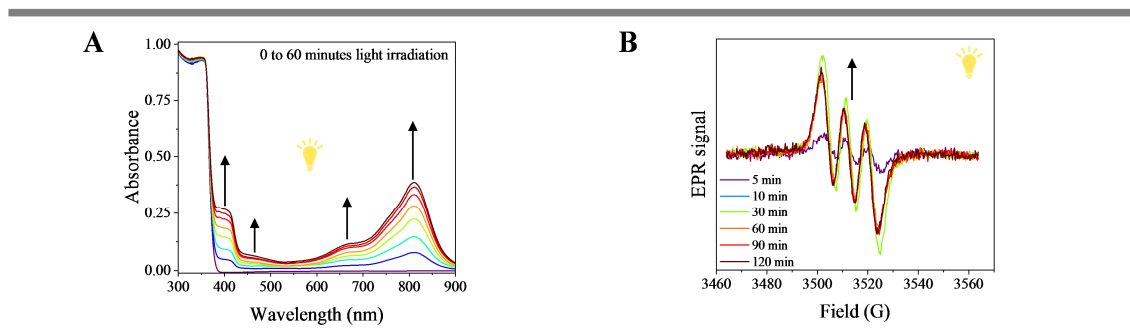 A
0 to 60 minutes light irradiation
Absorbance
1.00
0.75
0.50
0.25
0.00
300 400 500 600 700 800 900
Wavelength (nm)
B
EPR signal
5 min
10 min
30 min
60 min
90 min
120 min
3460 3480 3500 3520 3540 3560
Field (G)